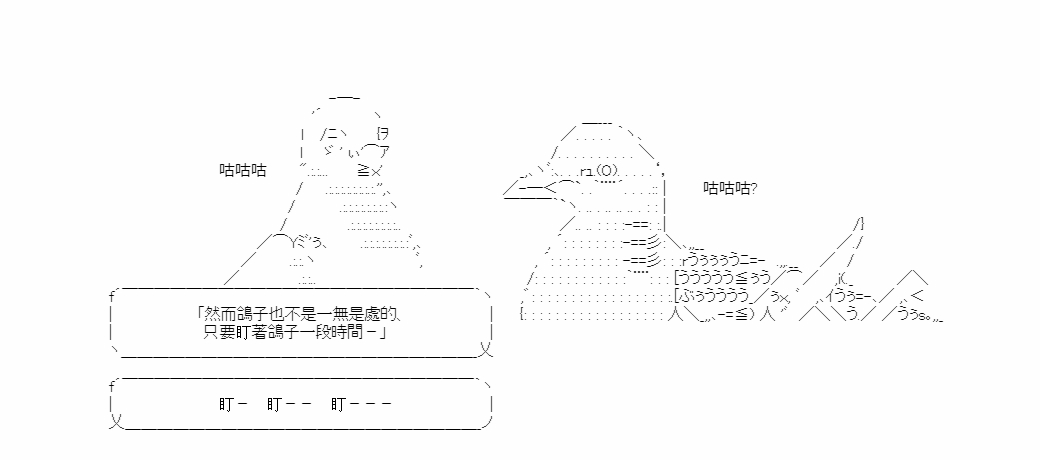 咕咕咕
咕咕咕?
「然而鴿子也不是一無是處的、
只要盯著鴿子一段時間－」
盯－　盯－－　盯－－－